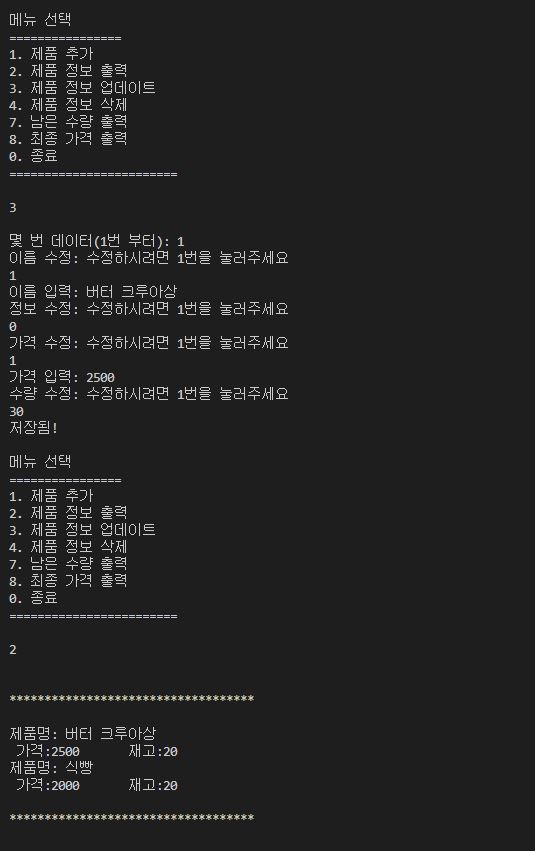 메뉴 선택
================
1. 제품 추가
2. 제품 정보 출력
3. 제품 정보 업데이트
4. 제품 정보 삭제
7. 남은 수량 출력
8. 최종 가격 출력
0. 종료
========================
3
몇 번 데이터(1번 부터): 1
이름 수정: 수정하시려면 1번을 눌러주세요
1
이름 입력: 버터 크루아상
정보 수정: 수정하시려면 1번을 눌러주세요
0
가격 수정: 수정하시려면 1번을 눌러주세요
1
가격 입력: 2500
수량 수정: 수정하시려면 1번을 눌러주세요
30
저장됨!
메뉴 선택
================
1. 제품 추가
2. 제품 정보 출력
3. 제품 정보 업데이트
4. 제품 정보 삭제
7. 남은 수량 출력
8. 최종 가격 출력
0. 종료
========================
2
***********************************
제품명: 버터 크루아상
가격:2500 재고:20
제품명: 식빵
가격:2000 재고:20
***********************************